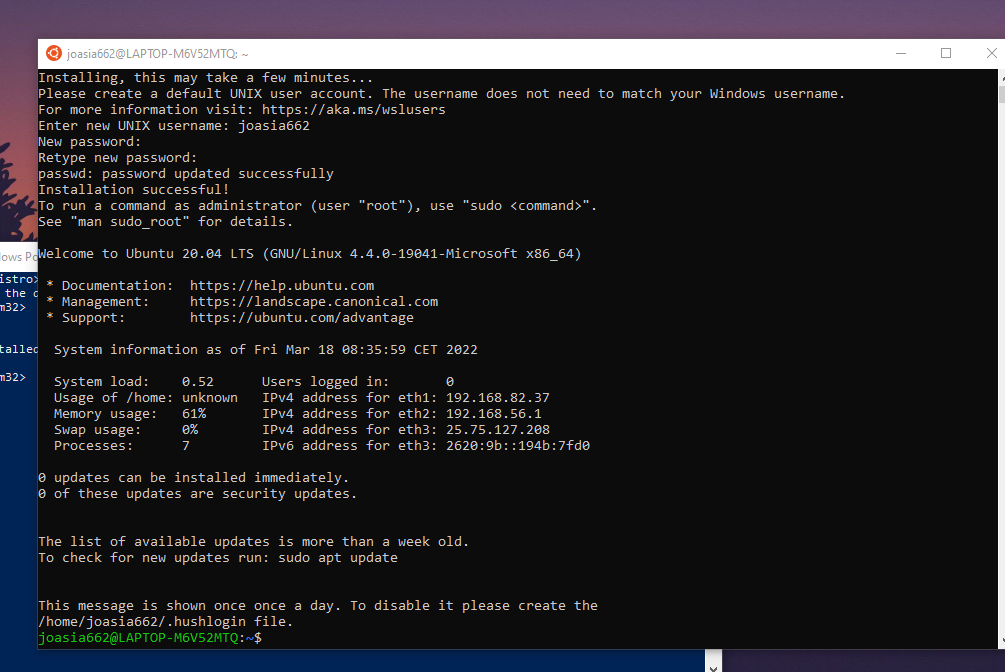 joasia662@LAPTOP-M6V52MTQ: ~
Installing, this may take a few minutes...
Please create a default UNIX user account. The username does not need to match your Windows username.
For more information visit: https://aka.ms/wslusers
Enter new UNIX username: joasia662
New password:
Retype new password:
passwd: password updated successfully
Installation successful!
To run a command as administrator (user "root"), use "sudo <command>".
See "man sudo_root" for details.
Welcome to Ubuntu 20.04 LTS (GNU/Linux 4.4.0-19041-Microsoft x86_64)
* Documentation:  https://help.ubuntu.com
* Management:     https://landscape.canonical.com
* Support:        https://ubuntu.com/advantage
System information as of Fri Mar 18 08:35:59 CET 2022
System load:    0.52      Users logged in:       0
Usage of /home: unknown   IPv4 address for eth1: 192.168.82.37
Memory usage:   61%       IPv4 address for eth2: 192.168.56.1
Swap usage:     0%        IPv4 address for eth3: 25.75.127.208
Processes:      7         IPv6 address for eth3: 2620:9b::194b:7fd0
0 updates can be installed immediately.
0 of these updates are security updates.
The list of available updates is more than a week old.
To check for new updates run: sudo apt update
This message is shown once once a day. To disable it please create the
/home/joasia662/.hushlogin file.
joasia662@LAPTOP-M6V52MTQ:~$
ows Po
istro>
the
m32>
talled
m32>